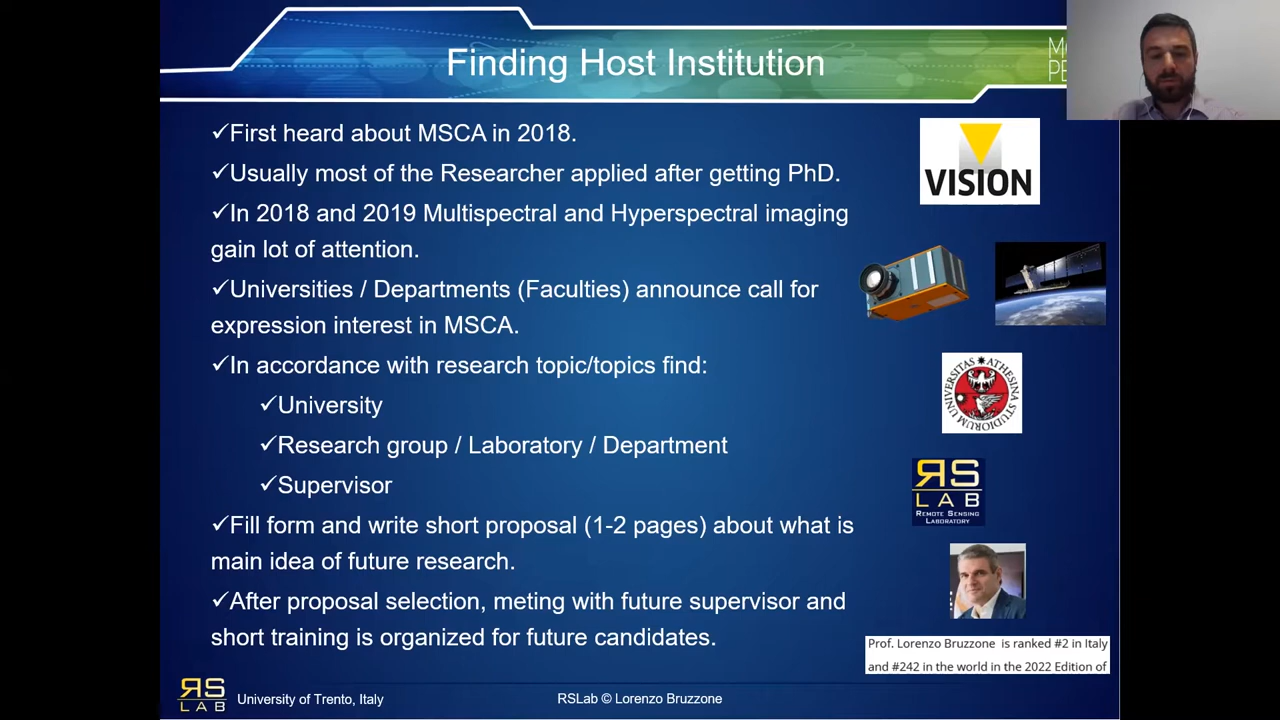 Finding Host Institution
✓First heard about MSCA in 2018.
✓Usually most of the Researcher applied after getting PhD.
✓In 2018 and 2019 Multispectral and Hyperspectral imaging
gain lot of attention.
✓Universities / Departments (Faculties) announce call for
expression interest in MSCA.
✓In accordance with research topic/topics find:
✓University
✓Research group / Laboratory / Department
✓Supervisor
✓Fill form and write short proposal (1-2 pages) about what is
main idea of future research.
✓After proposal selection, meting with future supervisor and
short training is organized for future candidates.
VISION
UNIVERSITAS ATHESINA STUDIORUM
RS
LAB
REMOTE SENSING
LABORATORY
Prof. Lorenzo Bruzzone is ranked #2 in Italy
and #242 in the world in the 2022 Edition of
RS
LAB
University of Trento, Italy
RSLab © Lorenzo Bruzzone